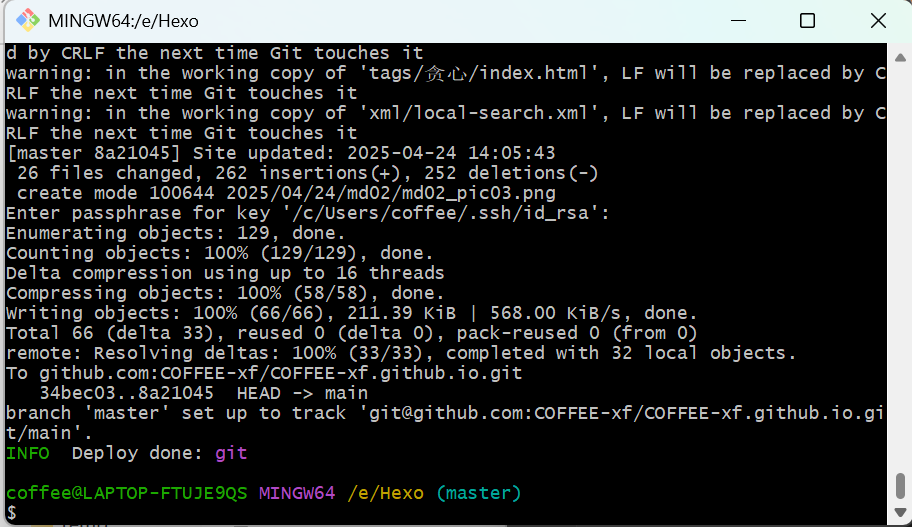 MINGW64:/e/Hexo
d by CRLF the next time Git touches it
warning: in the working copy of 'tags/贪心/index.html', LF will be replaced by C
RLF the next time Git touches it
warning: in the working copy of 'xml/local-search.xml', LF will be replaced by C
RLF the next time Git touches it
[master 8a21045] Site updated: 2025-04-24 14:05:43
 26 files changed, 262 insertions(+), 252 deletions(-)
 create mode 100644 2025/04/24/md02/md02_pic03.png
Enter passphrase for key '/c/Users/coffee/.ssh/id_rsa':
Enumerating objects: 129, done.
Counting objects: 100% (129/129), done.
Delta compression using up to 16 threads
Compressing objects: 100% (58/58), done.
Writing objects: 100% (66/66), 211.39 KiB | 568.00 KiB/s, done.
Total 66 (delta 33), reused 0 (delta 0), pack-reused 0 (from 0)
remote: Resolving deltas: 100% (33/33), completed with 32 local objects.
To github.com:COFFEE-xf/COFFEE-xf.github.io.git
   34bec03..8a21045  HEAD -> main
branch 'master' set up to track 'git@github.com:COFFEE-xf/COFFEE-xf.github.io.gi
t/main'.
INFO  Deploy done: git
coffee@LAPTOP-FTUJE9QS MINGW64 /e/Hexo (master)
$